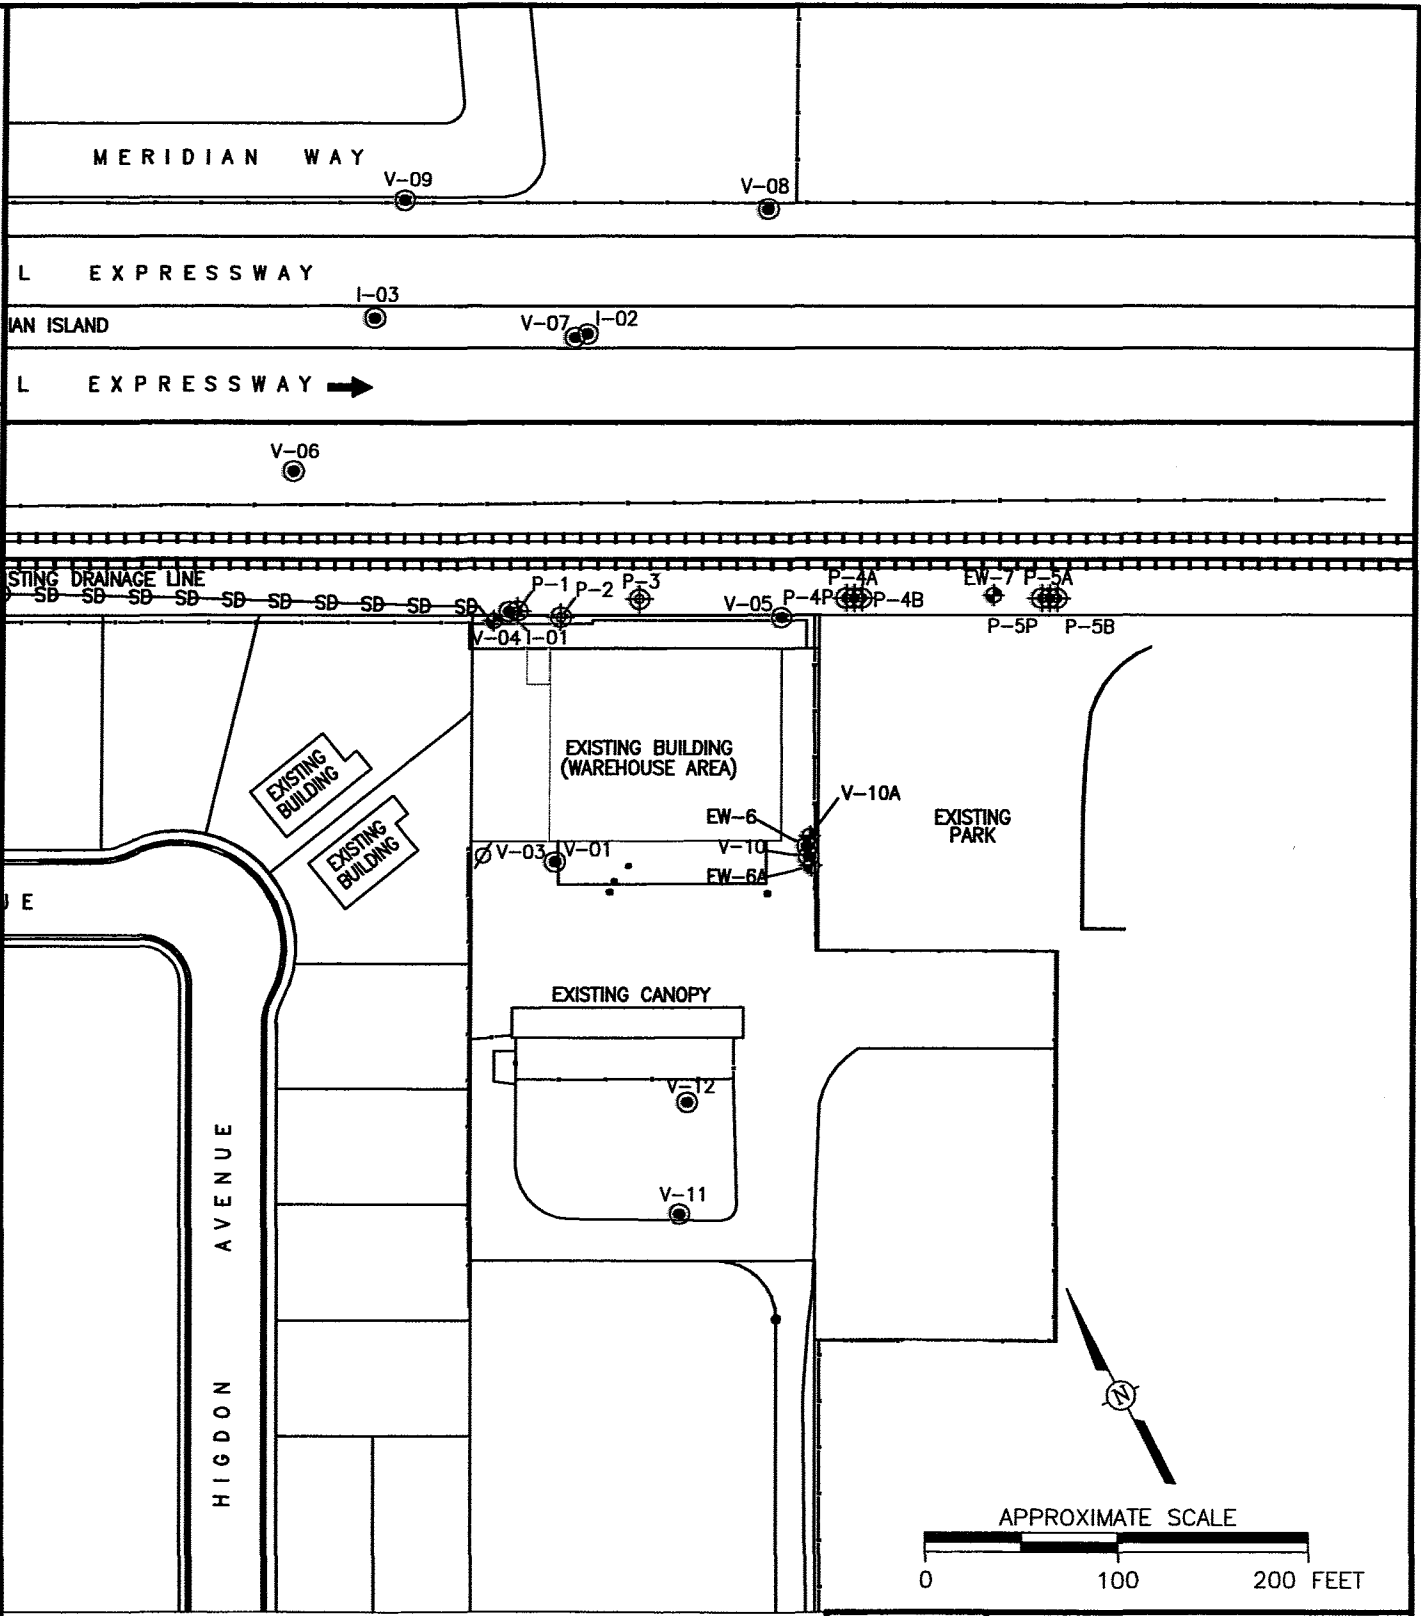 MERIDIAN WAY
V-09
V-08
L EXPRESSWAY
I-03
IAN ISLAND
V-07
I-02
L EXPRESSWAY
V-06
STING DRAINAGE LINE
SD SD SD SD SD SD SD SD SD SD
P-1
P-2
P-3
V-05
P-4P
P-4A
P-4B
EW-7
P-5A
V-04
I-01
P-5P
P-5B
EXISTING BUILDING
(WAREHOUSE AREA)
EXISTING
BUILDING
EXISTING
BUILDING
V-10A
EW-6
EXISTING
PARK
V-03
V-01
V-10
EW-6A
E
EXISTING CANOPY
V-12
V-11
HIGDON AVENUE
N
APPROXIMATE SCALE
0 100 200 FEET